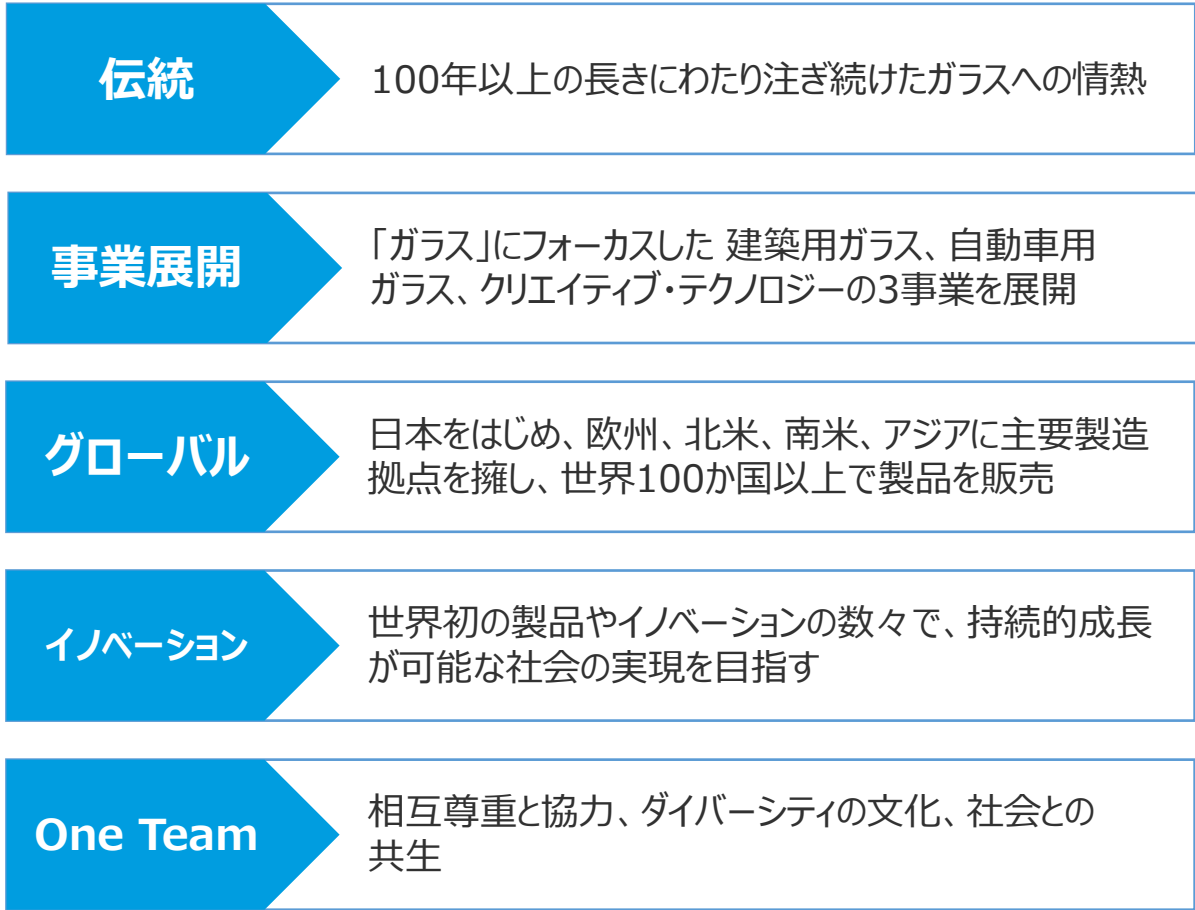 伝統
100年以上の長きにわたり注ぎ続けたガラスへの情熱
事業展開
「ガラス」にフォーカスした 建築用ガラス、自動車用
ガラス、クリエイティブ・テクノロジーの3事業を展開
グローバル
日本をはじめ、欧州、北米、南米、アジアに主要製造
拠点を擁し、世界100か国以上で製品を販売
イノベーション
世界初の製品やイノベーションの数々で、持続的成長
が可能な社会の実現を目指す
One Team
相互尊重と協力、ダイバーシティの文化、社会との
共生